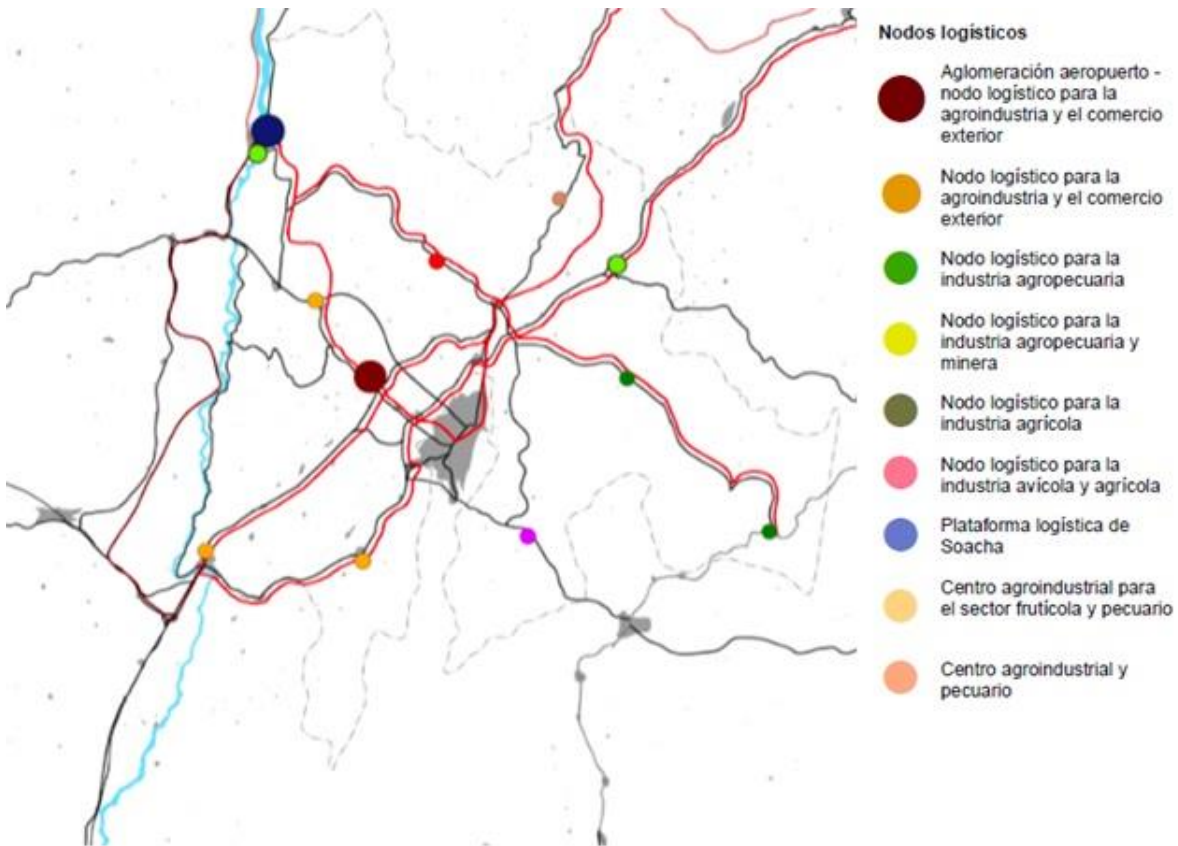 Nodos logísticos
Aglomeración aeropuerto -
nodo logístico para la
agroindustria y el comercio
exterior
Nodo logístico para la
agroindustria y el comercio
exterior
Nodo logístico para la
industria agropecuaria
Nodo logístico para la
industria agropecuaria y
minera
Nodo logístico para la
industria agrícola
Nodo logístico para la
industria avícola y agrícola
Plataforma logística de
Soacha
Centro agroindustrial para
el sector frutícola y pecuario
Centro agroindustrial y
pecuario